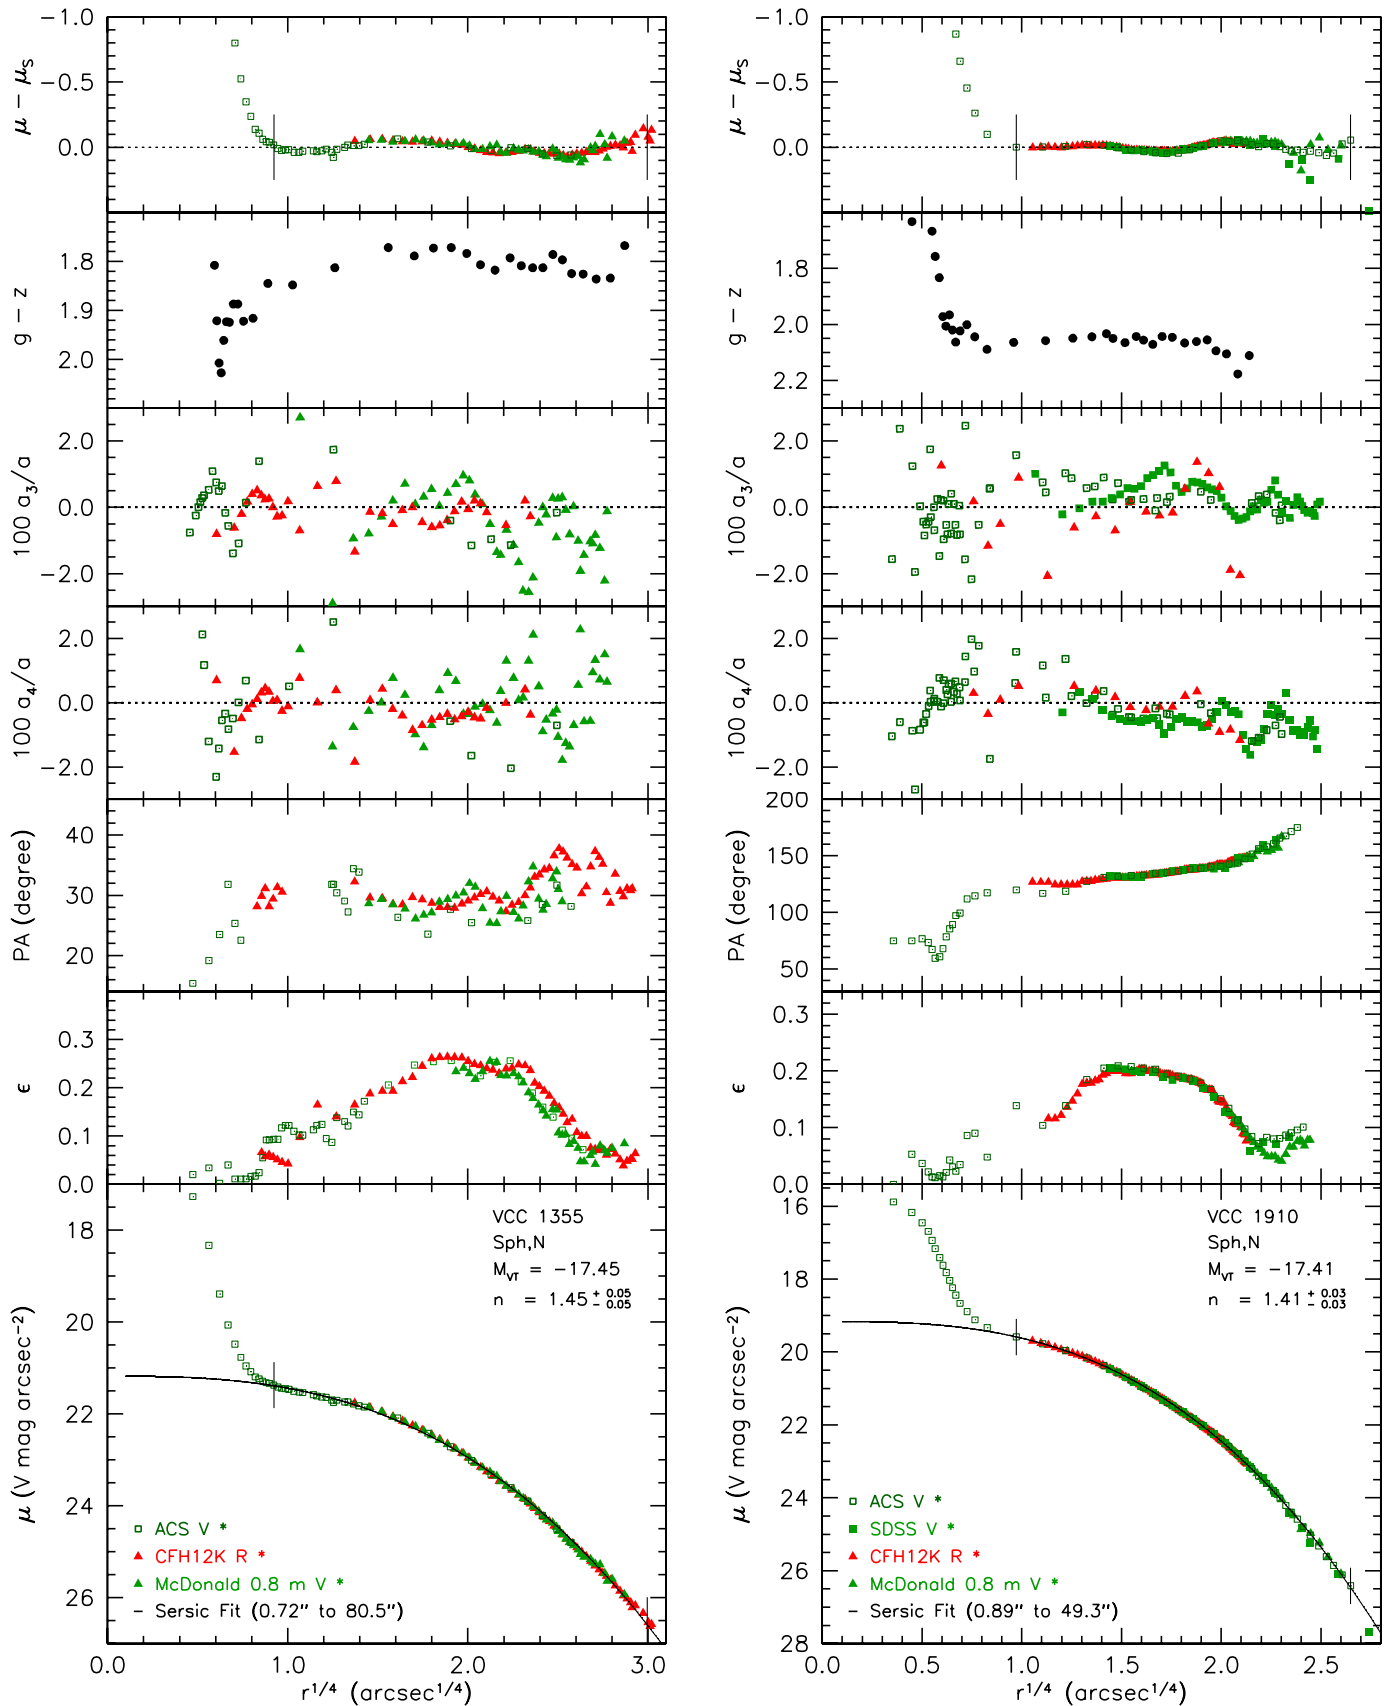 −1.0
−0.5
0.0
μ − μS
1.8
1.9
2.0
g − z
2.0
0.0
−2.0
100 a3/a
2.0
0.0
−2.0
100 a4/a
40
30
20
PA (degree)
0.3
0.2
0.1
0.0
ϵ
18
20
22
24
26
μ (V mag arcsec−2)
VCC 1355
Sph,N
MVT = −17.45
n = 1.45 + 0.05 − 0.05
ACS V *
CFH12K R *
McDonald 0.8 m V *
− Sersic Fit (0.72″ to 80.5″)
0.0 1.0 2.0 3.0
r1/4 (arcsec1/4)
−1.0
−0.5
0.0
μ − μS
1.8
2.0
2.2
g − z
2.0
0.0
−2.0
100 a3/a
2.0
0.0
−2.0
100 a4/a
200
150
100
50
PA (degree)
0.3
0.2
0.1
0.0
ϵ
16
18
20
22
24
26
28
μ (V mag arcsec−2)
VCC 1910
Sph,N
MVT = −17.41
n = 1.41 + 0.03 − 0.03
ACS V *
SDSS V *
CFH12K R *
McDonald 0.8 m V *
− Sersic Fit (0.89″ to 49.3″)
0.0 0.5 1.0 1.5 2.0 2.5
r1/4 (arcsec1/4)